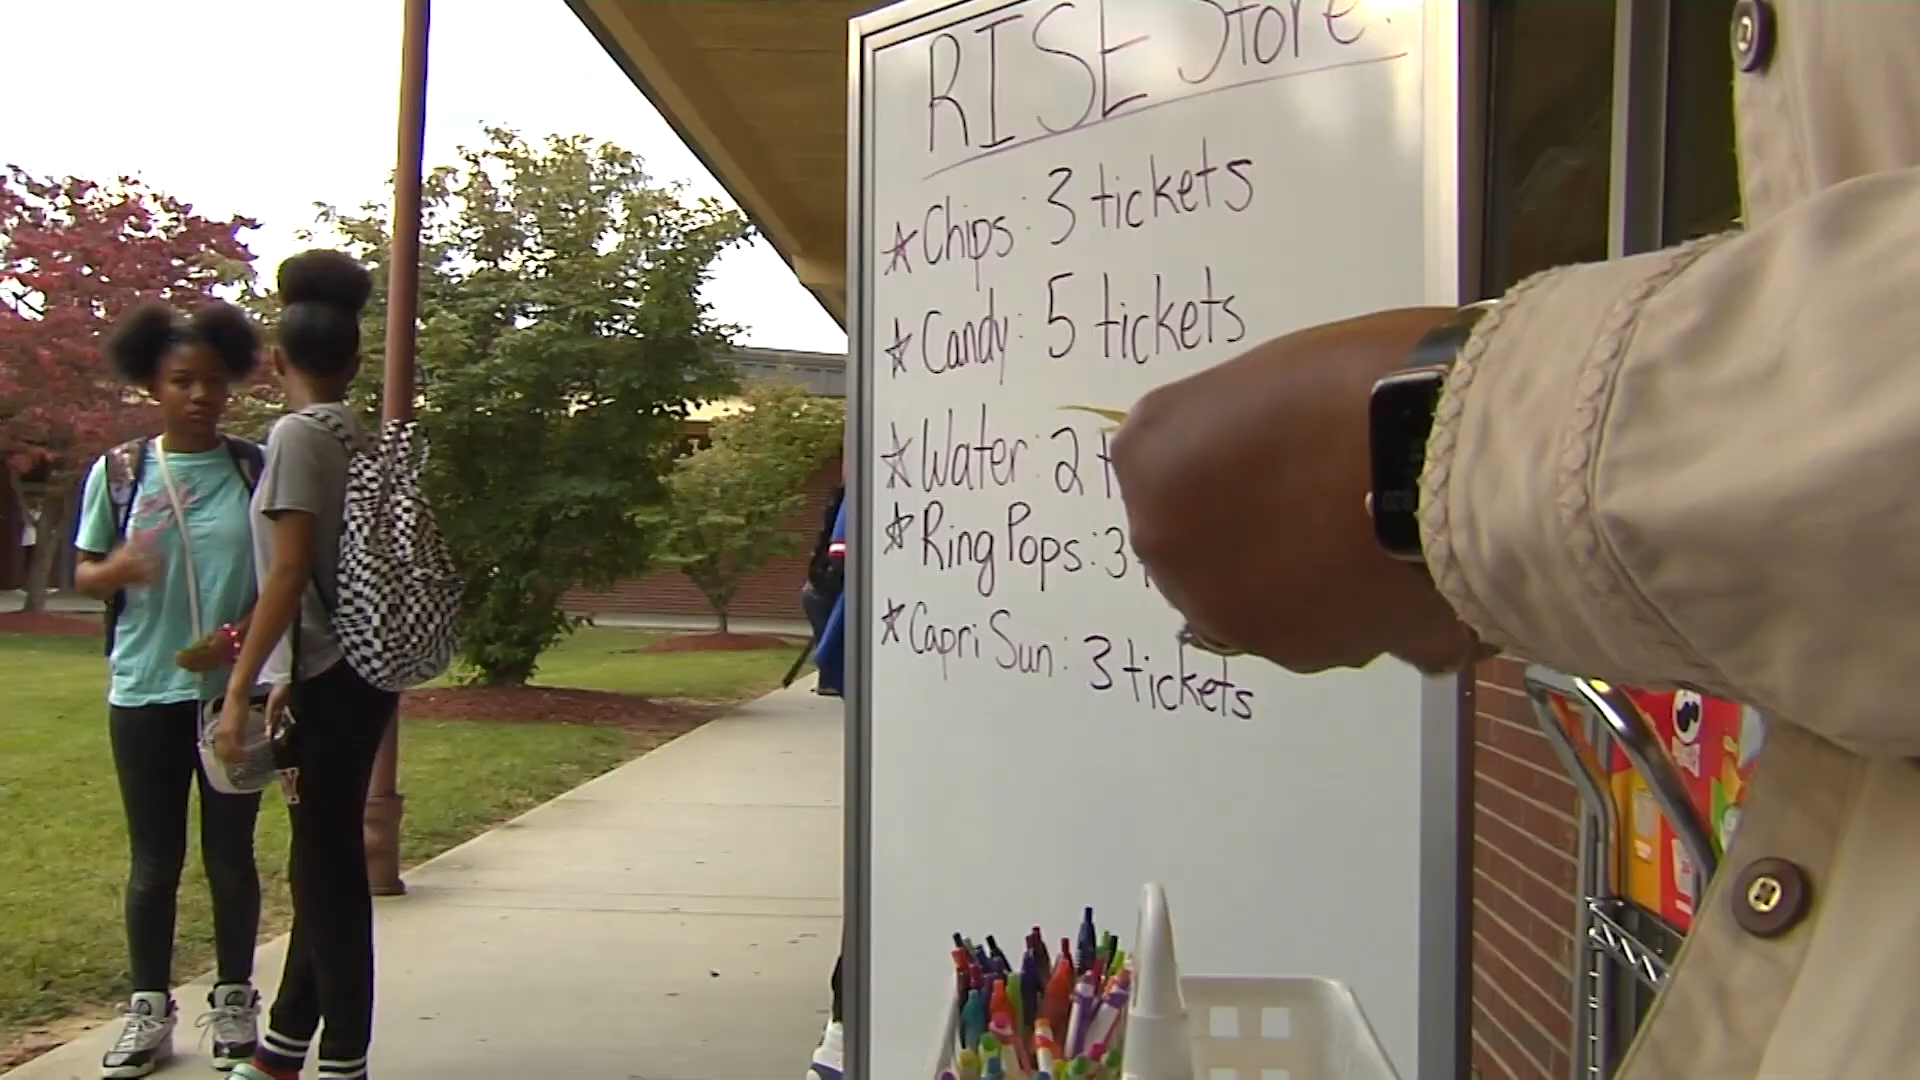 RISE Store:
☆Chips: 3 tickets
☆Candy: 5 tickets
☆Water: 2 t
☆Ring Pops: 3 t
☆Capri Sun: 3 tickets